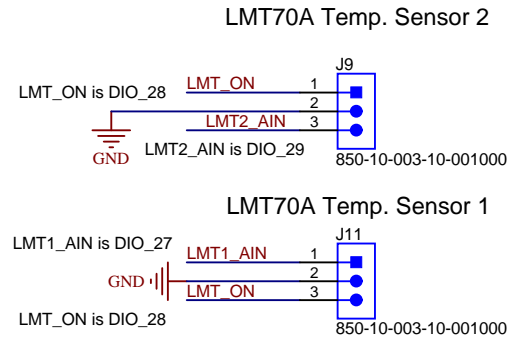 LMT70A Temp. Sensor 2
J9
LMT_ON is DIO_28
LMT_ON
1
2
LMT2_AIN
3
GND
LMT2_AIN is DIO_29
850-10-003-10-001000
LMT70A Temp. Sensor 1
J11
LMT1_AIN is DIO_27
LMT1_AIN
1
GND
2
LMT_ON
3
LMT_ON is DIO_28
850-10-003-10-001000